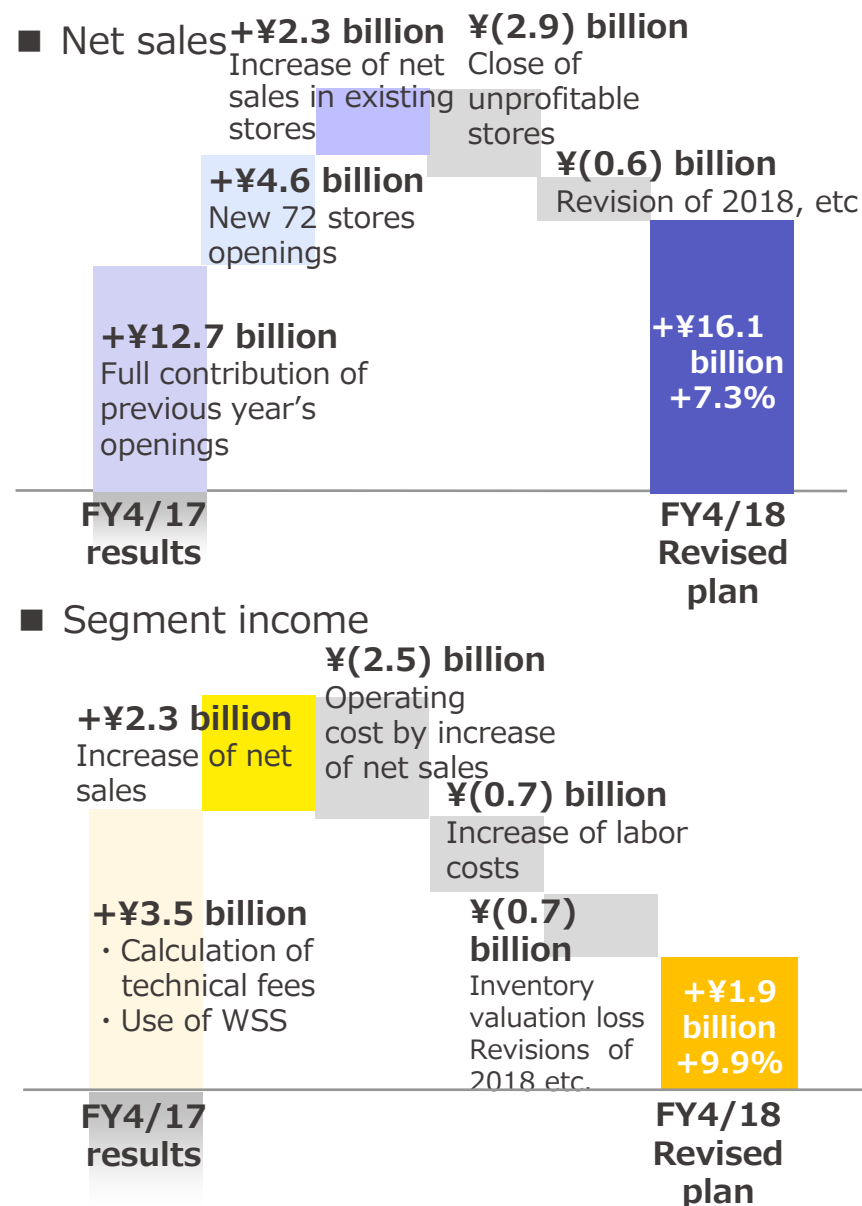 ■ Net sales
+¥2.3 billion
Increase of net
sales in existing
stores
¥(2.9) billion
Close of
unprofitable
stores
¥(0.6) billion
Revision of 2018, etc
+¥4.6 billion
New 72 stores
openings
+¥12.7 billion
Full contribution of
previous year’s
openings
+¥16.1
billion
+7.3%
FY4/17
results
FY4/18
Revised
plan
■ Segment income
¥(2.5) billion
Operating
cost by increase
of net sales
+¥2.3 billion
Increase of net
sales
¥(0.7) billion
Increase of labor
costs
+¥3.5 billion
・Calculation of
technical fees
・Use of WSS
¥(0.7)
billion
Inventory
valuation loss
Revisions of
2018 etc.
+¥1.9
billion
+9.9%
FY4/17
results
FY4/18
Revised
plan